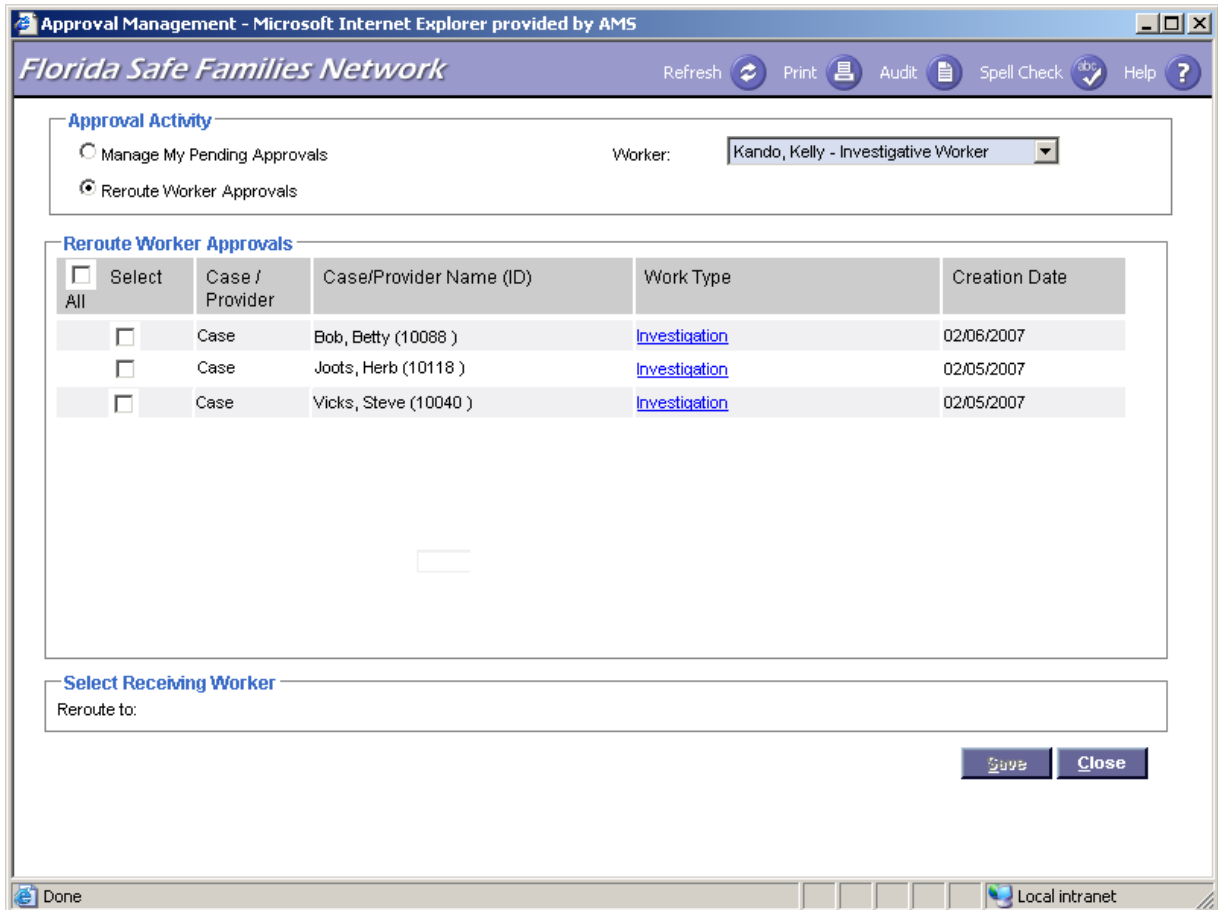 Approval Management - Microsoft Internet Explorer provided by AMS
Florida Safe Families Network Refresh Print Audit abc Spell Check Help ?
Approval Activity
Manage My Pending Approvals Worker: Kando, Kelly - Investigative Worker
Reroute Worker Approvals
Reroute Worker Approvals
All Select Case / Provider Case/Provider Name (ID) Work Type Creation Date
Case Bob, Betty (10088 ) Investigation 02/06/2007
Case Joots, Herb (10118 ) Investigation 02/05/2007
Case Vicks, Steve (10040 ) Investigation 02/05/2007
Select Receiving Worker
Reroute to:
Save Close
Done Local intranet